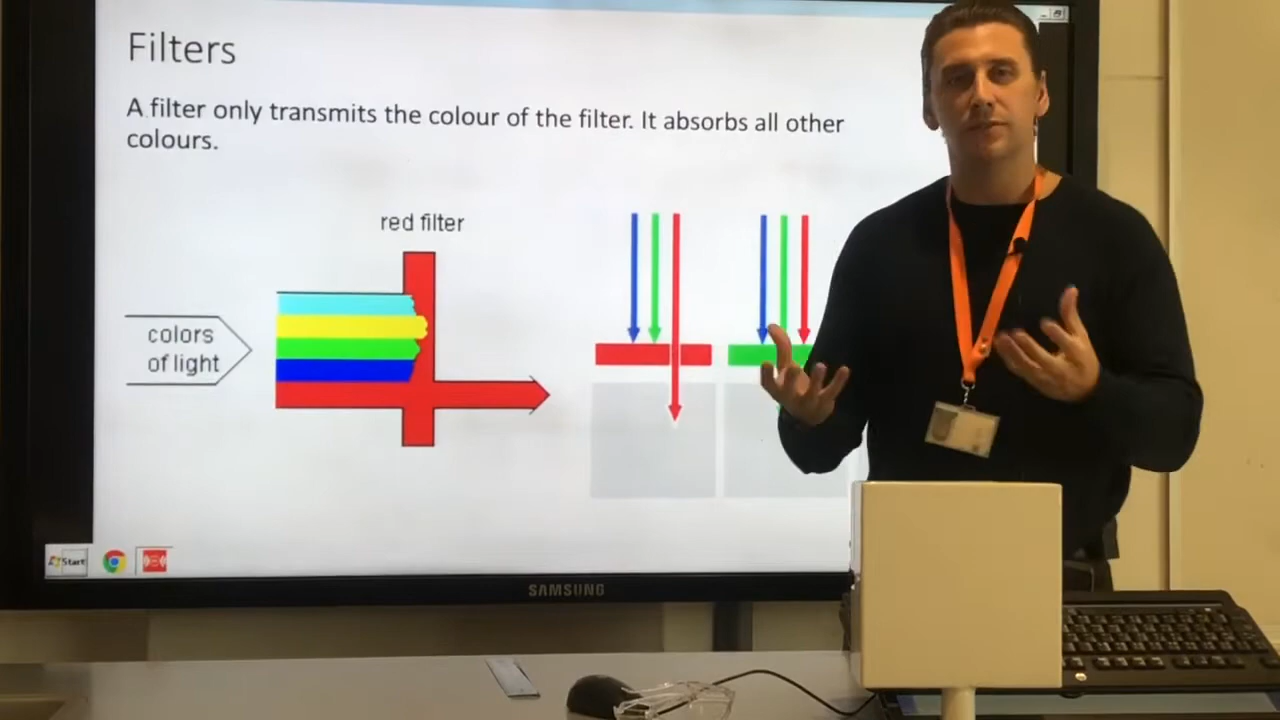 Filters
A filter only transmits the colour of the filter. It absorbs all other
colours.
red filter
colors
of light
Start
SAMSUNG